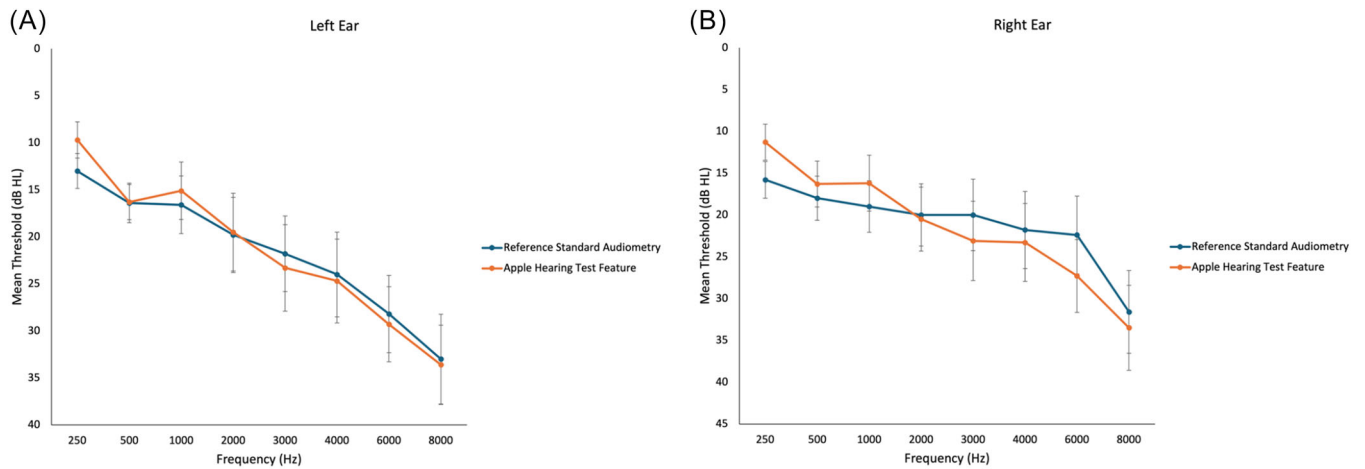 (A)
Left Ear
Mean Threshold (dB HL)
0
5
10
15
20
25
30
35
40
250 500 1000 2000 3000 4000 6000 8000
Frequency (Hz)
Reference Standard Audiometry
Apple Hearing Test Feature
(B)
Right Ear
Mean Threshold (dB HL)
0
5
10
15
20
25
30
35
40
45
250 500 1000 2000 3000 4000 6000 8000
Frequency (Hz)
Reference Standard Audiometry
Apple Hearing Test Feature